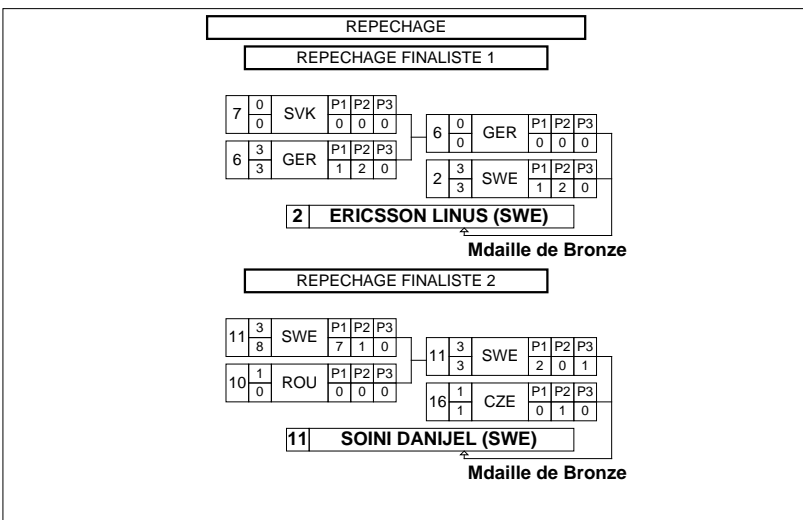 REPECHAGE
REPECHAGE FINALISTE 1
7 0 SVK P1 P2 P3
0 0 0 0
6 3 GER P1 P2 P3
3 1 2 0
6 0 GER P1 P2 P3
0 0 0 0
2 3 SWE P1 P2 P3
3 1 2 0
2 ERICSSON LINUS (SWE)
Mdaille de Bronze
REPECHAGE FINALISTE 2
11 3 SWE P1 P2 P3
8 7 1 0
10 1 ROU P1 P2 P3
0 0 0 0
11 3 SWE P1 P2 P3
3 2 0 1
16 1 CZE P1 P2 P3
1 0 1 0
11 SOINI DANIJEL (SWE)
Mdaille de Bronze